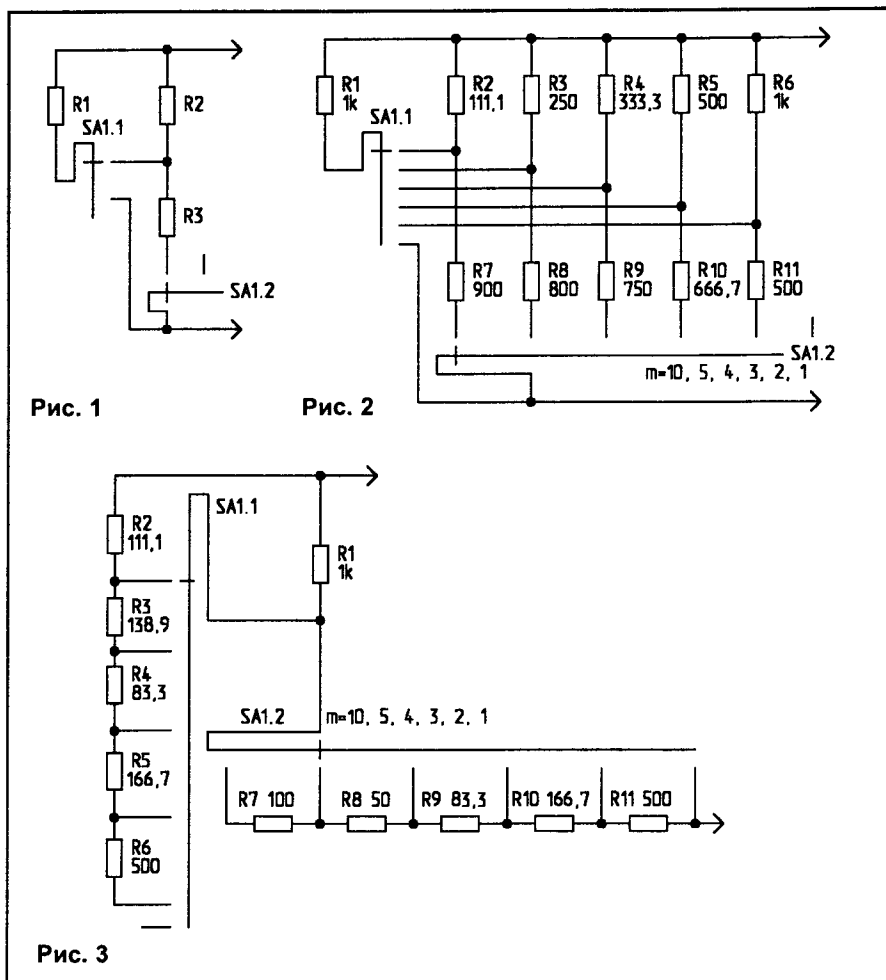 R1
R2
SA1.1
R3
SA1.2
Рис. 1
R1
1k
SA1.1
R2
111,1
R3
250
R4
333,3
R5
500
R6
1k
R7
900
R8
800
R9
750
R10
666,7
R11
500
SA1.2
m=10, 5, 4, 3, 2, 1
Рис. 2
R2
111,1
SA1.1
R1
1k
R3
138,9
R4
83,3
R5
166,7
R6
500
SA1.2 m=10, 5, 4, 3, 2, 1
R7 100
R8 50
R9 83,3
R10 166,7
R11 500
Рис. 3